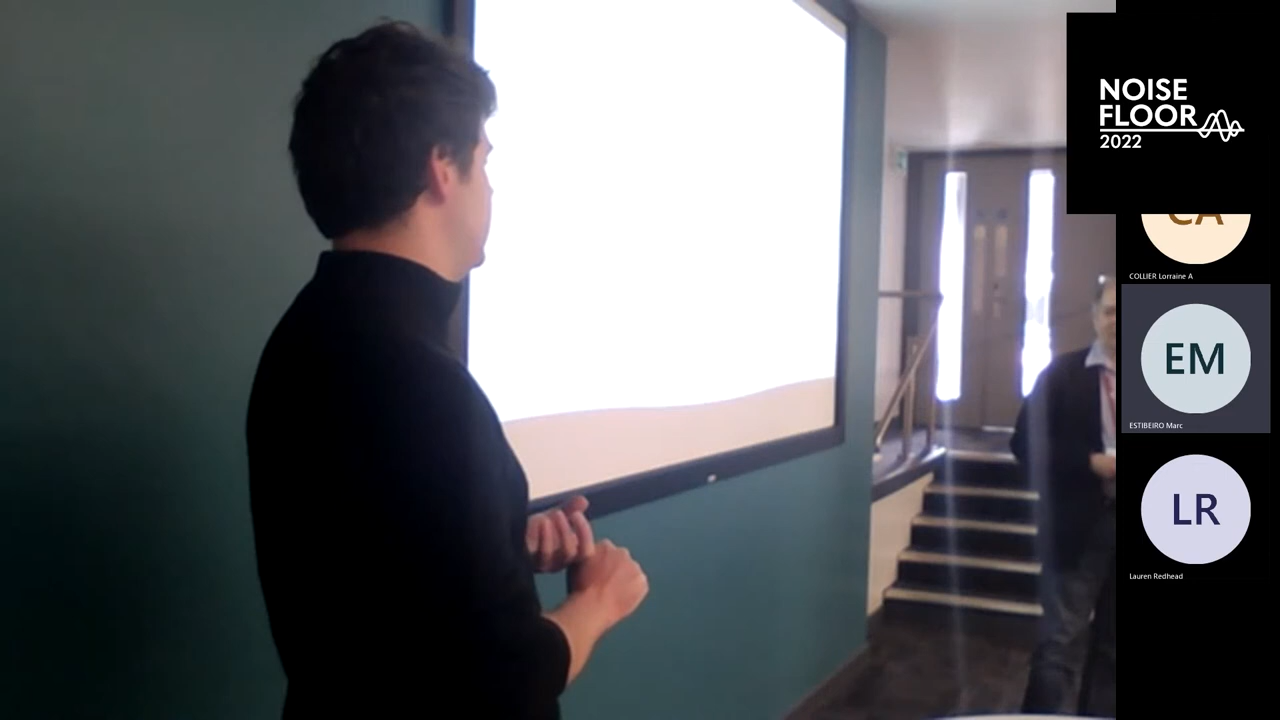 NOISE
FLOOR
2022
CA
COLLIER Lorraine A
EM
ESTIBEIRO Marc
LR
Lauren Redhead